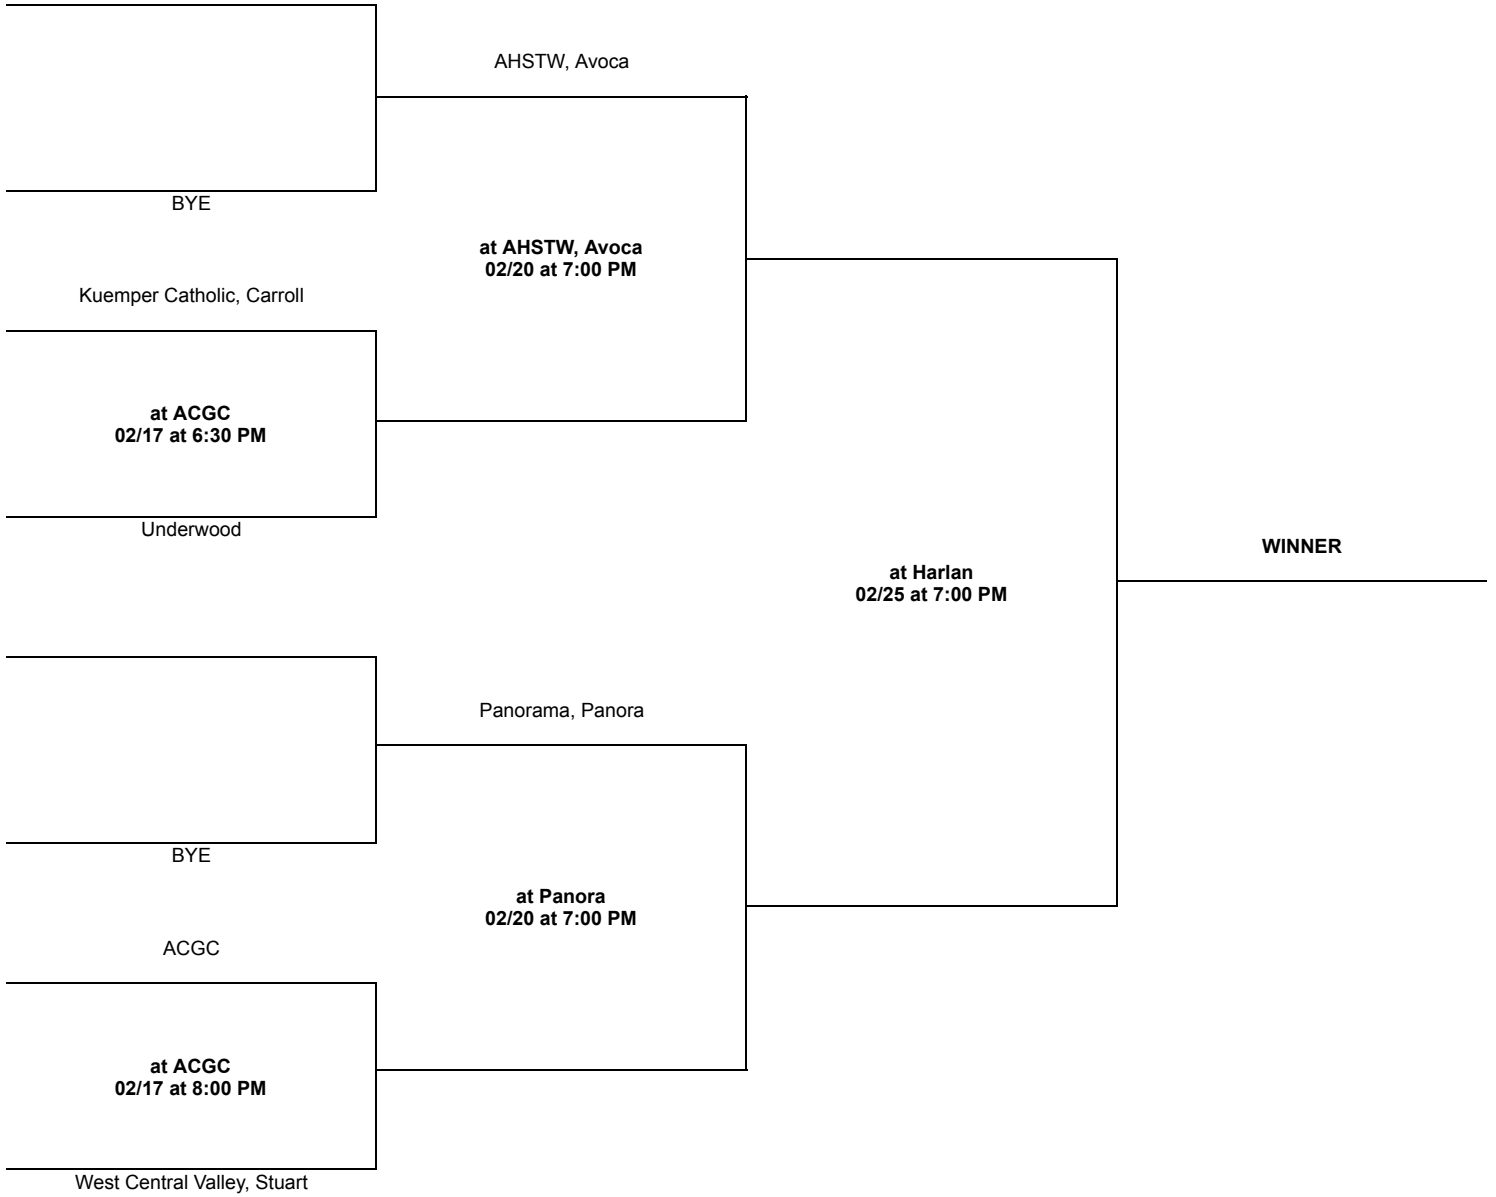 AHSTW, Avoca
BYE
at AHSTW, Avoca
02/20 at 7:00 PM
Kuemper Catholic, Carroll
at ACGC
02/17 at 6:30 PM
Underwood
WINNER
at Harlan
02/25 at 7:00 PM
Panorama, Panora
BYE
at Panora
02/20 at 7:00 PM
ACGC
at ACGC
02/17 at 8:00 PM
West Central Valley, Stuart